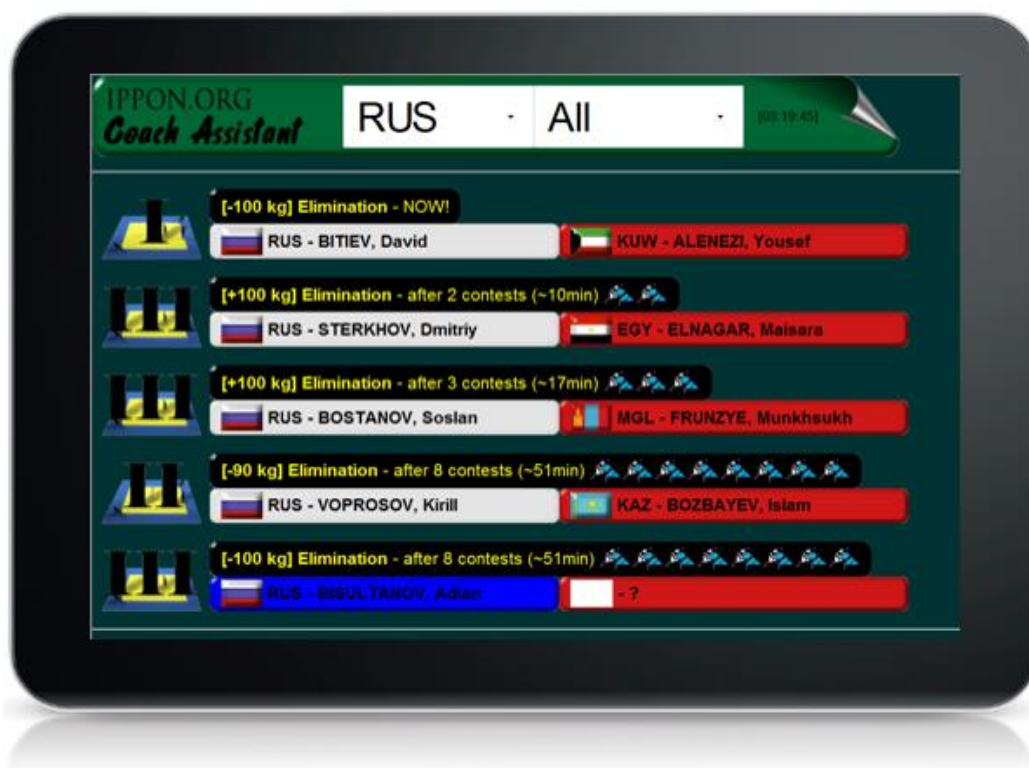 IPPON.ORG
Coach Assistant
RUS
All
[09:19:45]
[-100 kg] Elimination - NOW!
RUS - BITIEV, David
KUW - ALENEZI, Yousef
[+100 kg] Elimination - after 2 contests (~10min)
RUS - STERKHOV, Dmitriy
EGY - ELNAGAR, Maisara
[+100 kg] Elimination - after 3 contests (~17min)
RUS - BOSTANOV, Soslan
MGL - FRUNZYE, Munkhsukh
[-90 kg] Elimination - after 8 contests (~51min)
RUS - VOPROSOV, Kirill
KAZ - BOZBAYEV, Islam
[-100 kg] Elimination - after 8 contests (~51min)
RUS - BISULTANOV, Adlan
- ?